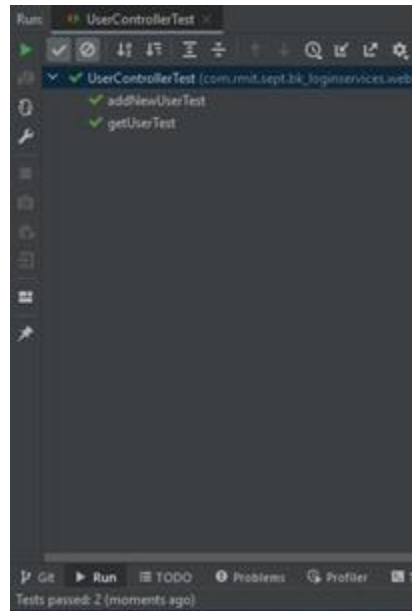 Run: UserControllerTest
UserControllerTest (com.rmit.sept.bk_loginservices.web
addNewUserTest
getUserTest
Git Run TODO Problems Profiler
Tests passed: 2 (moments ago)